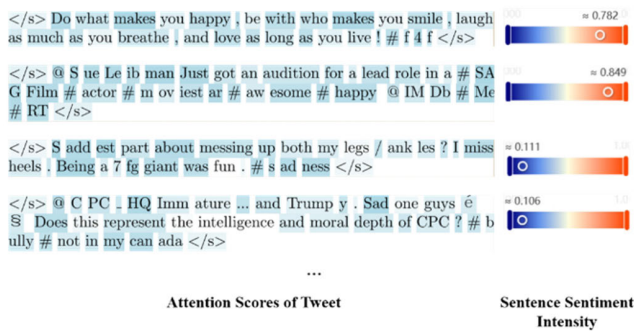 </s> Do what makes you happy , be with who makes you smile , laugh
as much as you breathe , and love as long as you live ! # f 4 f </s>
≈ 0.782
</s> @ S ue Le ib man Just got an audition for a lead role in a # SA
G Film # actor # m ov iest ar # aw esome # happy @ IM Db # Me
# RT </s>
≈ 0.849
</s> S add est part about messing up both my legs / ank les ? I miss
heels . Being a 7 fg giant was fun . # s ad ness </s>
≈ 0.111
</s> @ C PC _ HQ Imm ature ... and Trump y . Sad one guys é
§ Does this represent the intelligence and moral depth of CPC ? # b
ully # not in my can ada </s>
≈ 0.106
...
Attention Scores of Tweet
Sentence Sentiment
Intensity